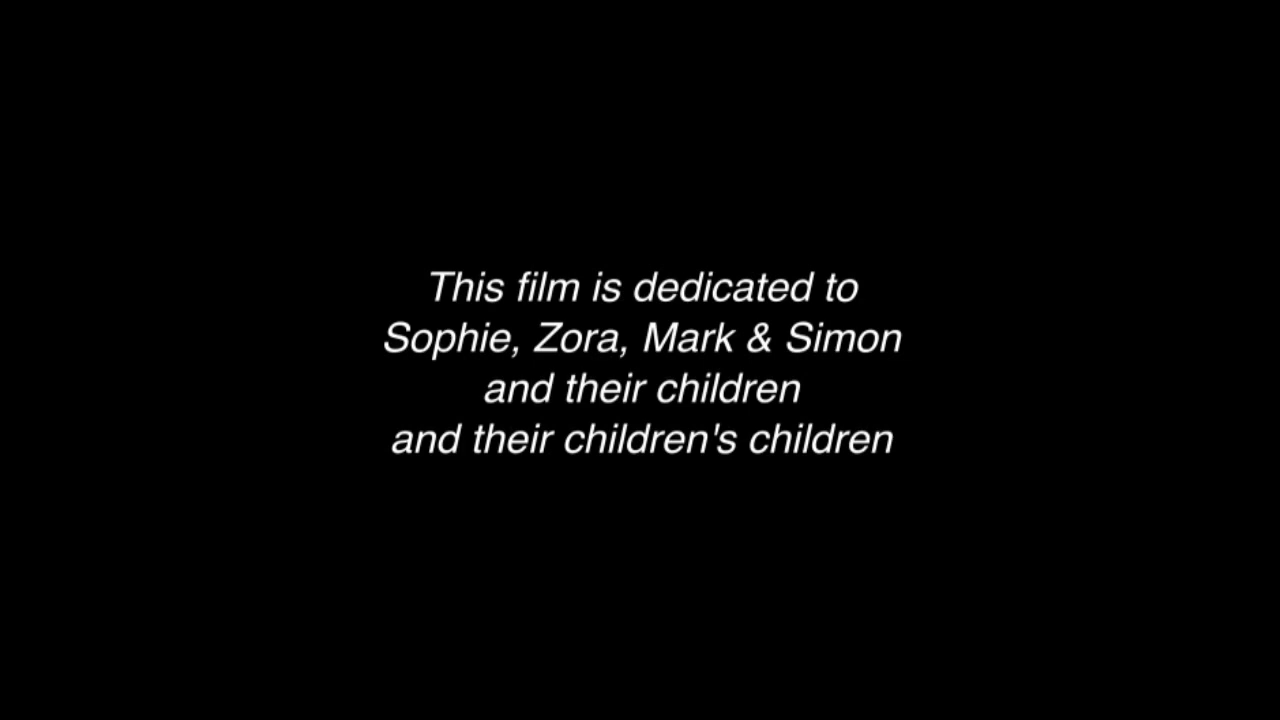 This film is dedicated to
Sophie, Zora, Mark & Simon
and their children
and their children's children